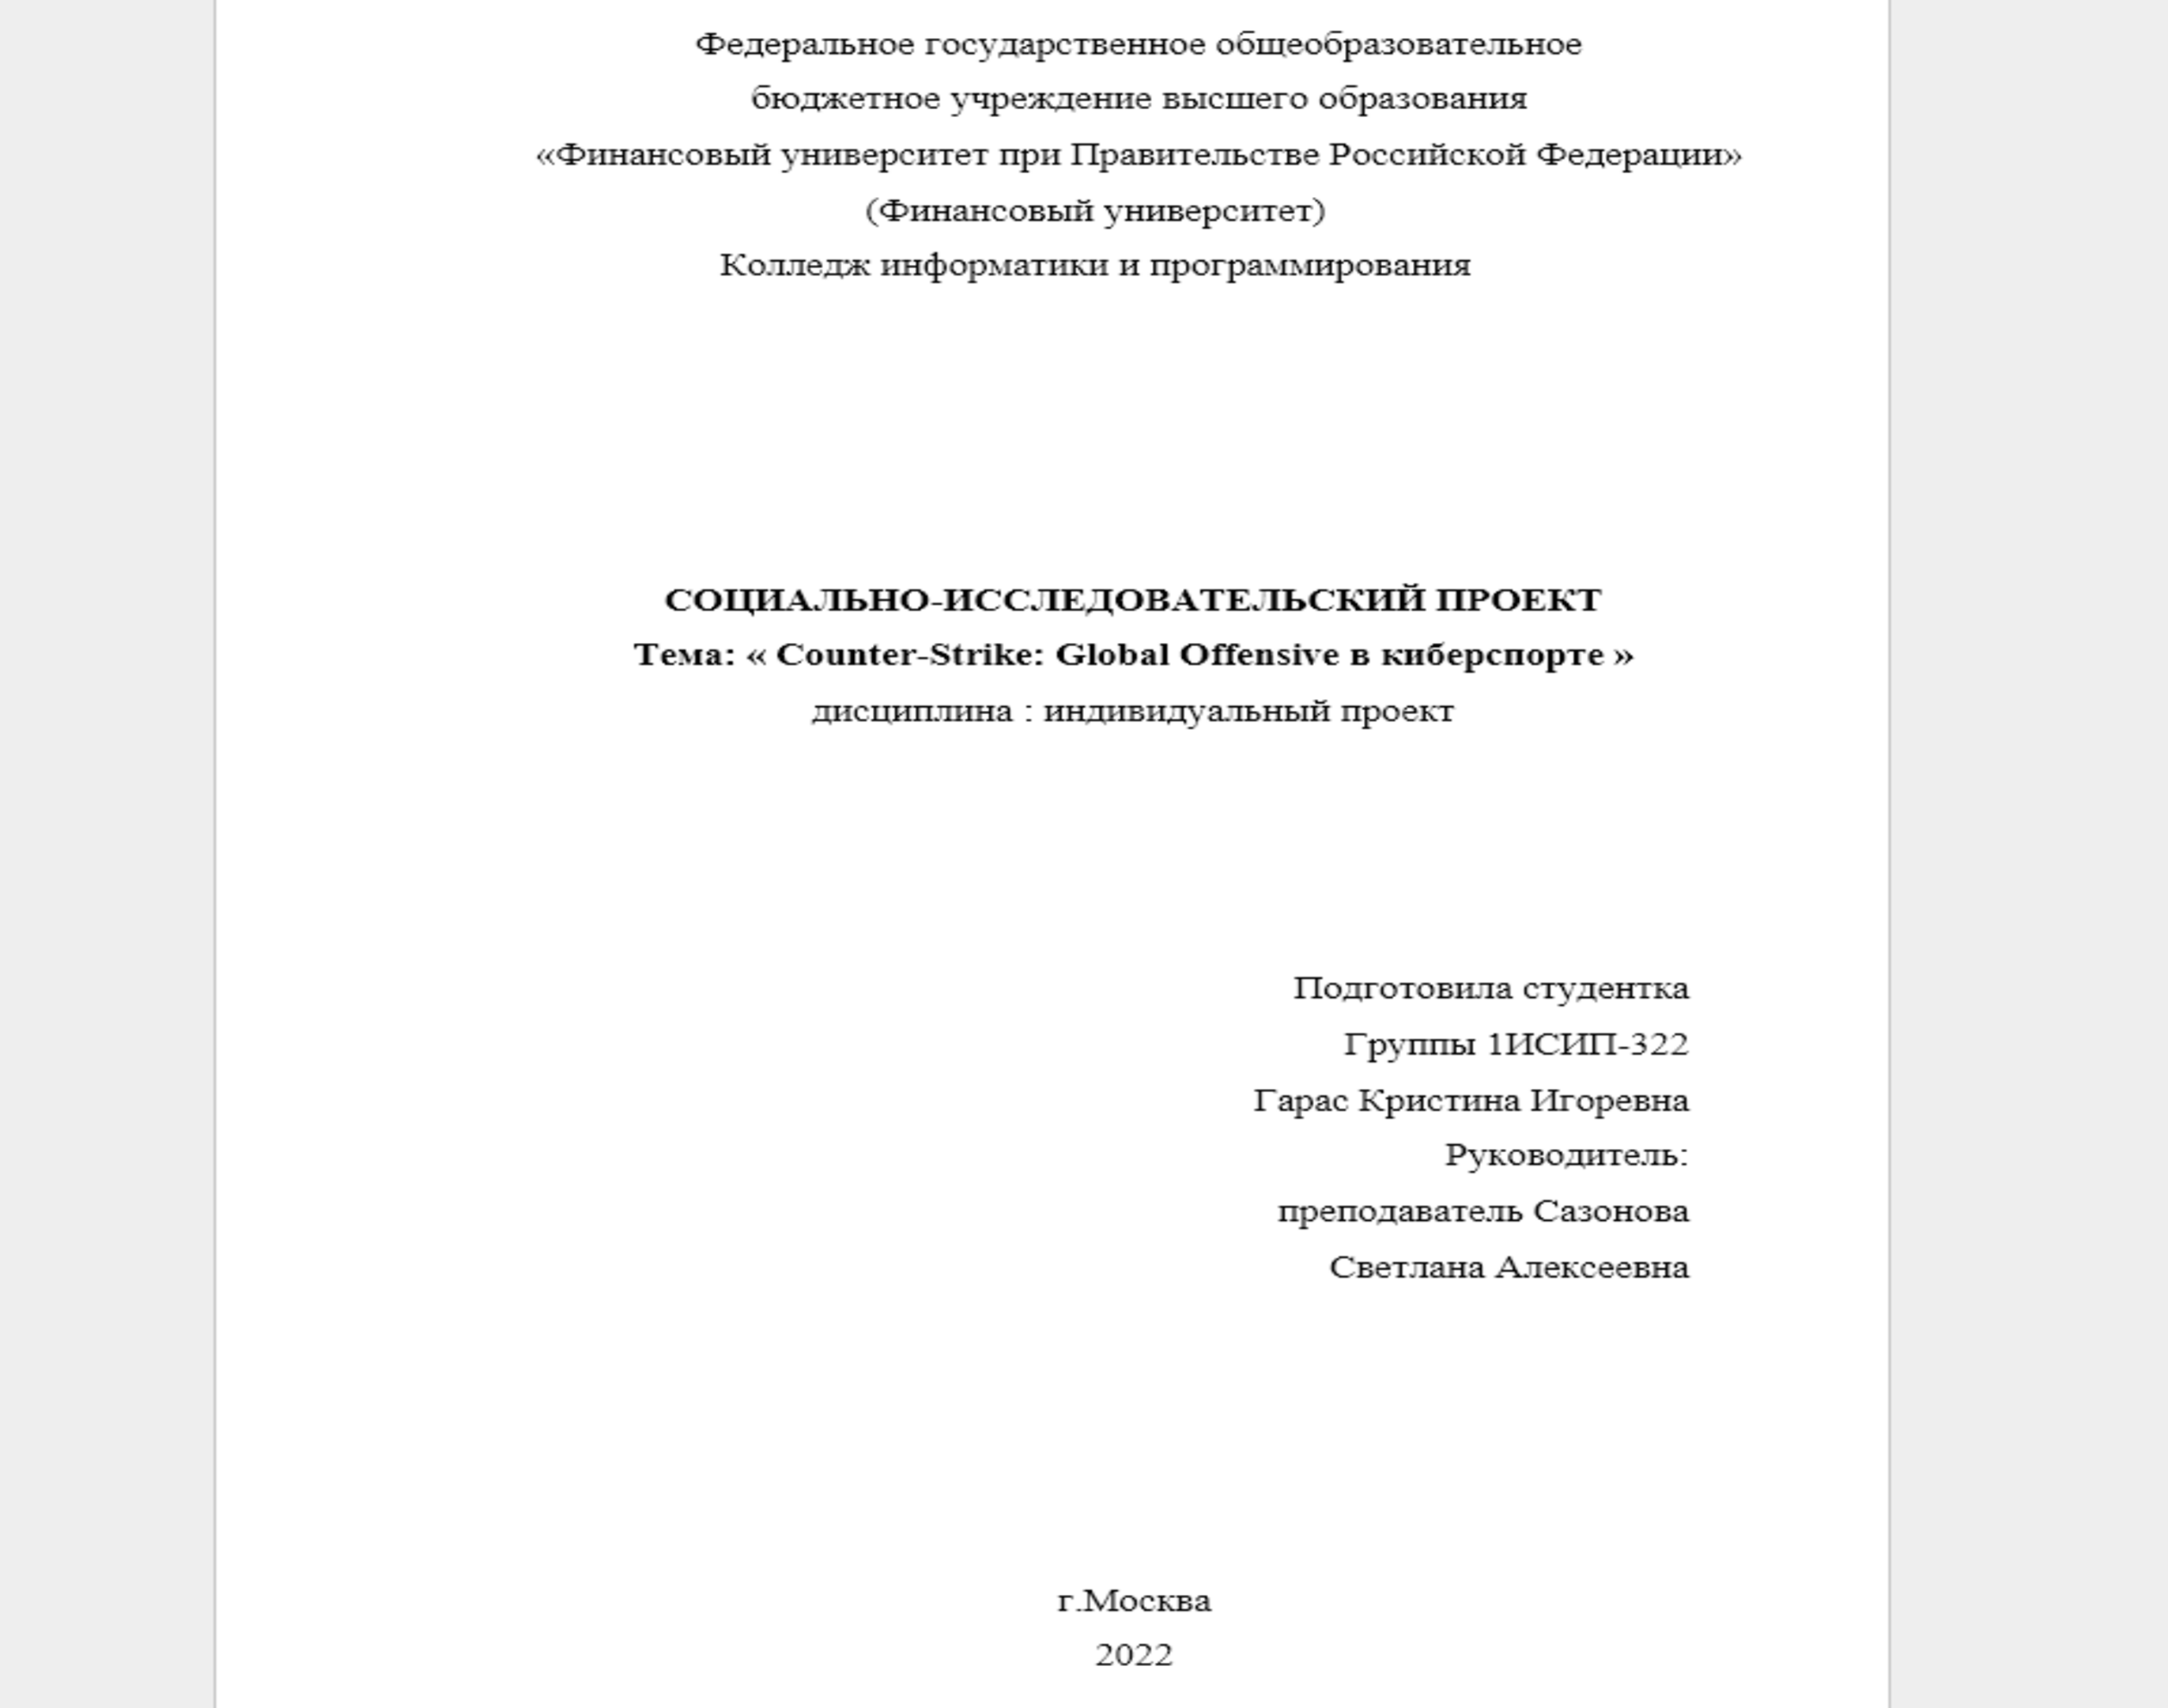 Федеральное государственное общеобразовательное
бюджетное учреждение высшего образования
«Финансовый университет при Правительстве Российской Федерации»
(Финансовый университет)
Колледж информатики и программирования
СОЦИАЛЬНО-ИССЛЕДОВАТЕЛЬСКИЙ ПРОЕКТ
Тема: « Counter-Strike: Global Offensive в киберспорте »
дисциплина : индивидуальный проект
Подготовила студентка
Группы 1ИСИП-322
Гарас Кристина Игоревна
Руководитель:
преподаватель Сазонова
Светлана Алексеевна
г.Москва
2022